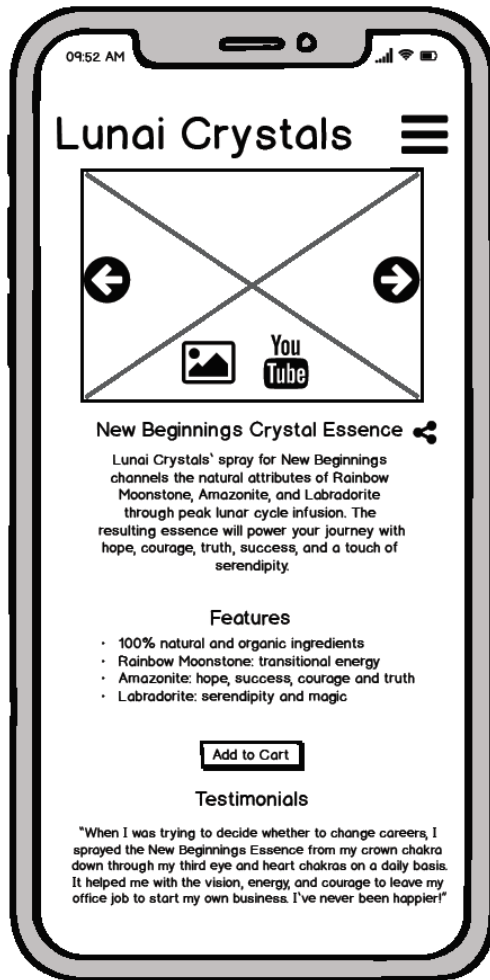 09:52 AM
Lunai Crystals
You
Tube
New Beginnings Crystal Essence
Lunai Crystals` spray for New Beginnings
channels the natural attributes of Rainbow
Moonstone, Amazonite, and Labradorite
through peak lunar cycle infusion. The
resulting essence will power your journey with
hope, courage, truth, success, and a touch of
serendipity.
Features
· 100% natural and organic ingredients
· Rainbow Moonstone: transitional energy
· Amazonite: hope, success, courage and truth
· Labradorite: serendipity and magic
Add to Cart
Testimonials
"When I was trying to decide whether to change careers, I
sprayed the New Beginnings Essence from my crown chakra
down through my third eye and heart chakras on a daily basis.
It helped me with the vision, energy, and courage to leave my
office job to start my own business. I`ve never been happier!"